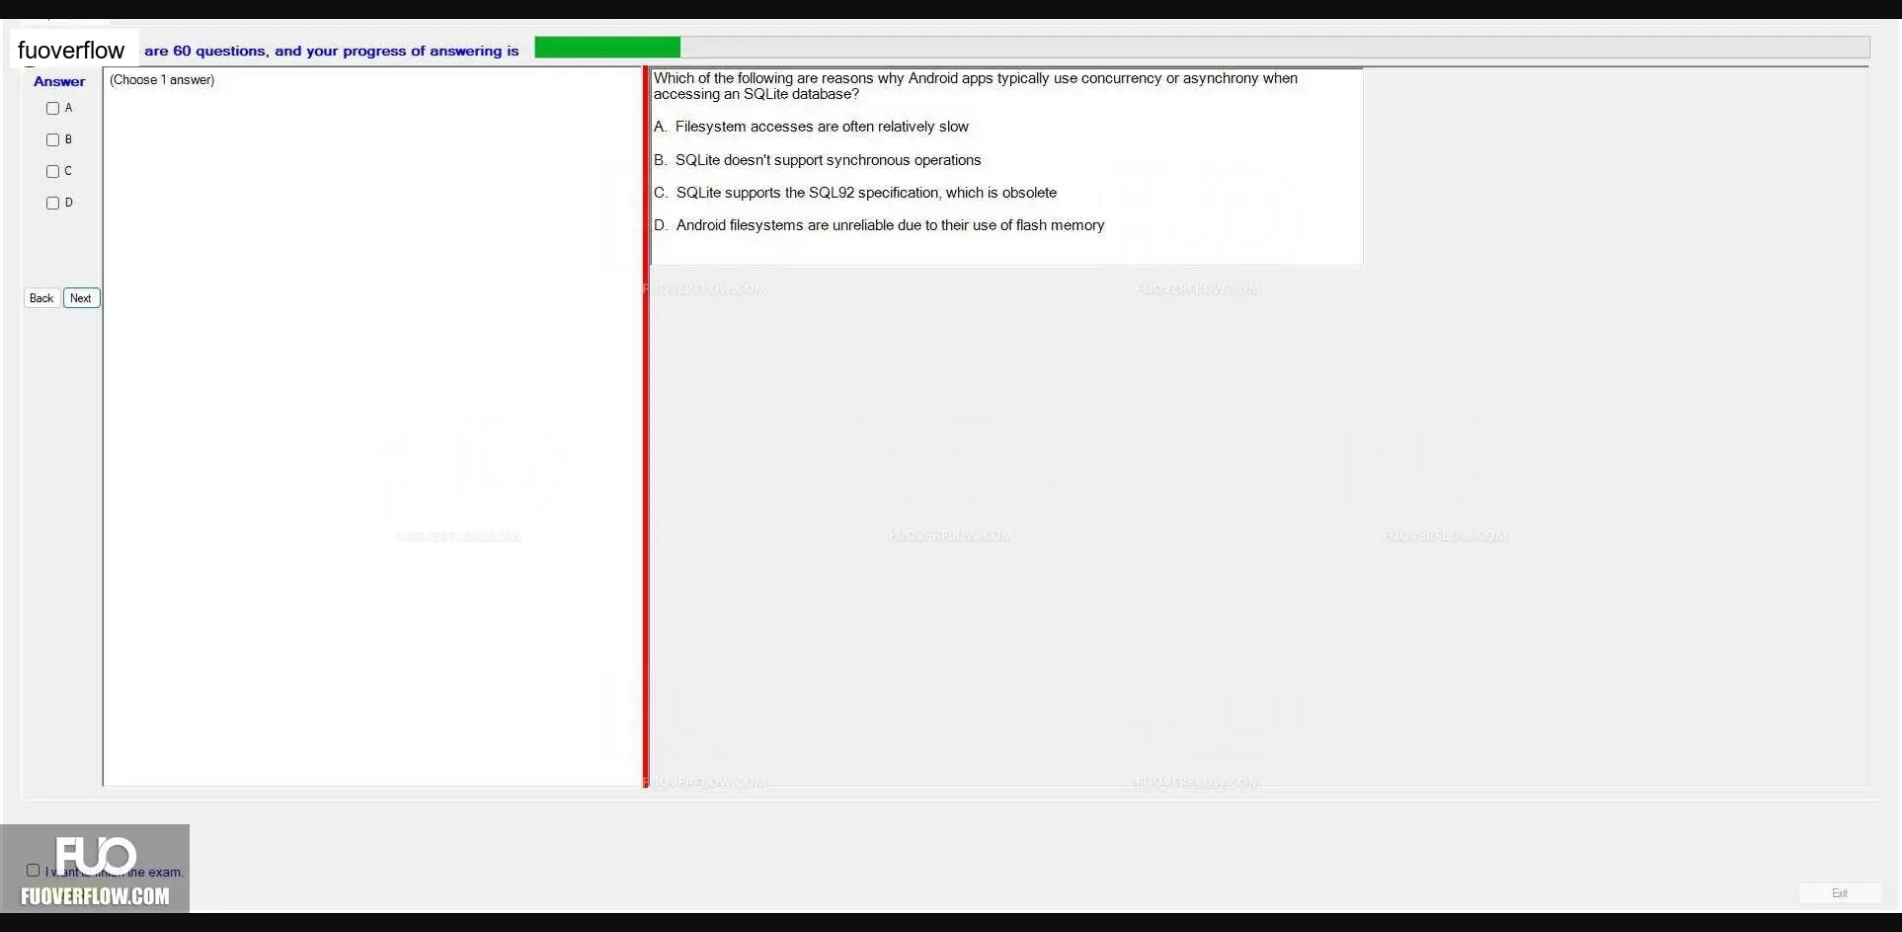 fuoverflow are 60 questions, and your progress of answering is
Answer
(Choose 1 answer)
A
B
C
D
Back Next
Which of the following are reasons why Android apps typically use concurrency or asynchrony when
accessing an SQLite database?
A. Filesystem accesses are often relatively slow
B. SQLite doesn't support synchronous operations
C. SQLite supports the SQL92 specification, which is obsolete
D. Android filesystems are unreliable due to their use of flash memory
FUOVERFLOW.COM FUOVERFLOW.COM
FUOVERFLOW.COM FUOVERFLOW.COM FUOVERFLOW.COM
FUOVERFLOW.COM FUOVERFLOW.COM
FUO
I want to finish the exam.
FUOVERFLOW.COM
Exit